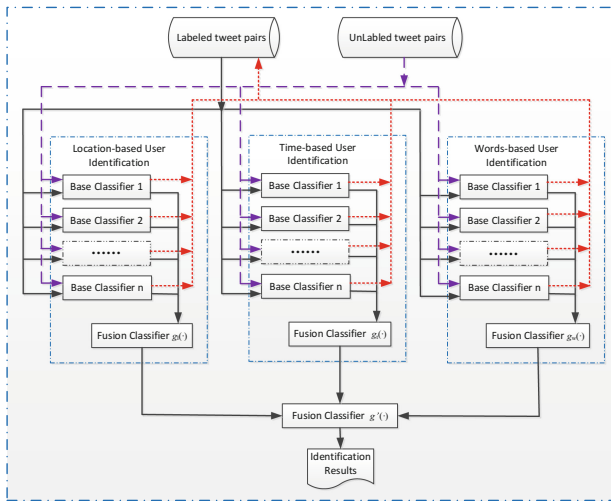 Labeled tweet pairs
UnLabled tweet pairs
Location-based User
Identification
Base Classifier 1
Base Classifier 2
······
Base Classifier n
Fusion Classifier gₗ(·)
Time-based User
Identification
Base Classifier 1
Base Classifier 2
······
Base Classifier n
Fusion Classifier gₜ(·)
Words-based User
Identification
Base Classifier 1
Base Classifier 2
······
Base Classifier n
Fusion Classifier g_w(·)
Fusion Classifier g′(·)
Identification
Results